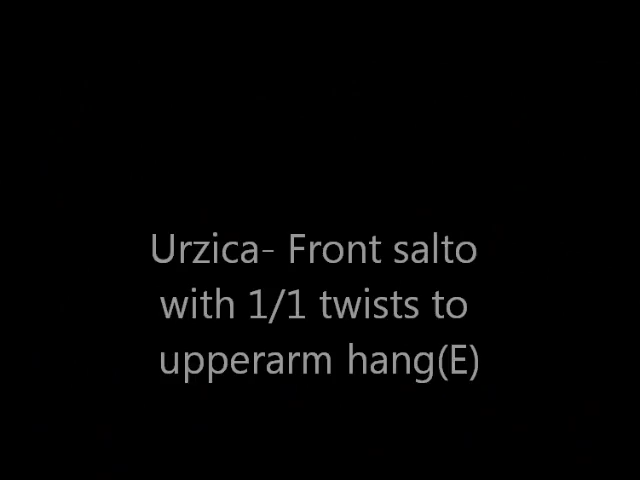 Urzica- Front salto
with 1/1 twists to
upperarm hang(E)